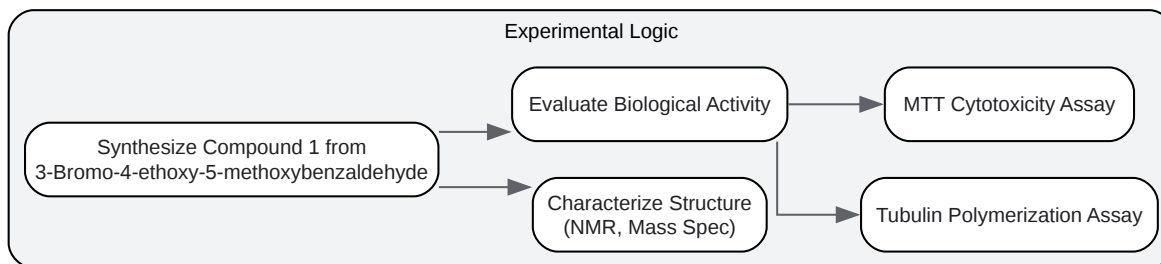 Experimental Logic
Synthesize Compound 1 from
3-Bromo-4-ethoxy-5-methoxybenzaldehyde
Evaluate Biological Activity
Characterize Structure
(NMR, Mass Spec)
MTT Cytotoxicity Assay
Tubulin Polymerization Assay